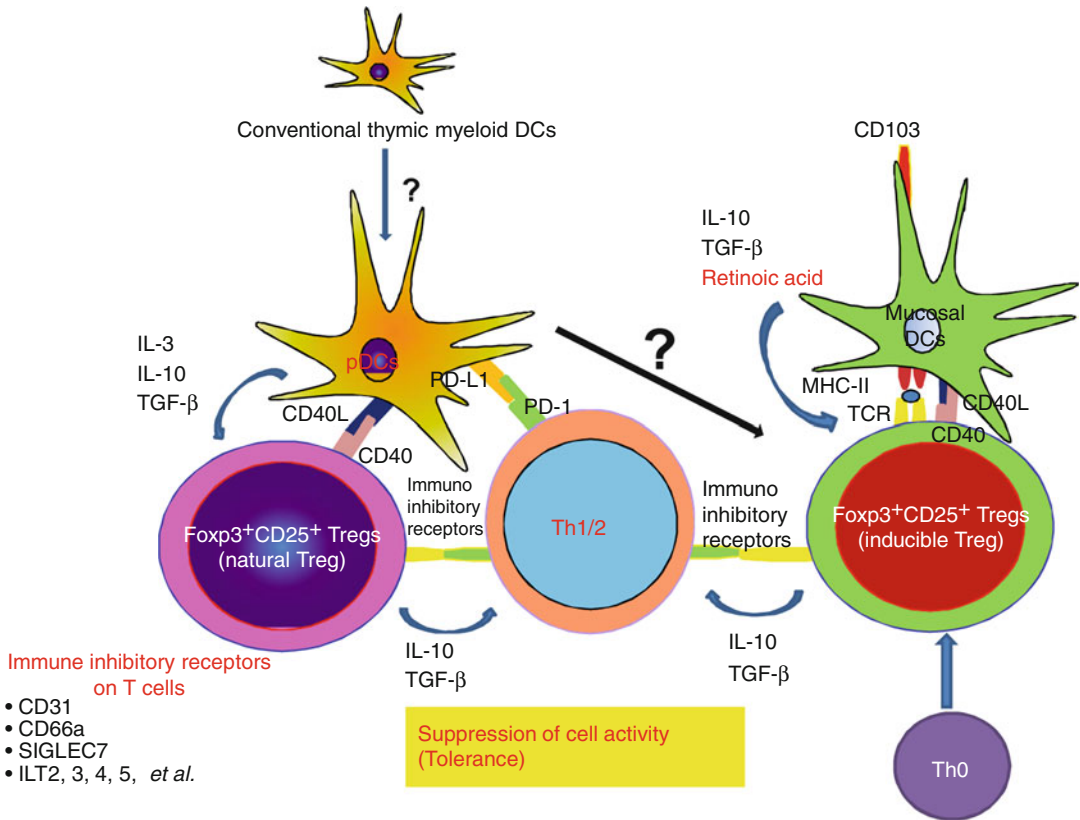 Conventional thymic myeloid DCs
?
CD103
IL-10
TGF-β
Retinoic acid
Mucosal
DCs
MHC-II
TCR
CD40L
CD40
?
IL-3
IL-10
TGF-β
pDCs
PD-L1
PD-1
CD40L
CD40
Foxp3+CD25+ Tregs
(natural Treg)
Immuno
inhibitory
receptors
Th1/2
Immuno
inhibitory
receptors
Foxp3+CD25+ Tregs
(inducible Treg)
IL-10
TGF-β
IL-10
TGF-β
Immune inhibitory receptors
on T cells
• CD31
• CD66a
• SIGLEC7
• ILT2, 3, 4, 5, et al.
Suppression of cell activity
(Tolerance)
Th0